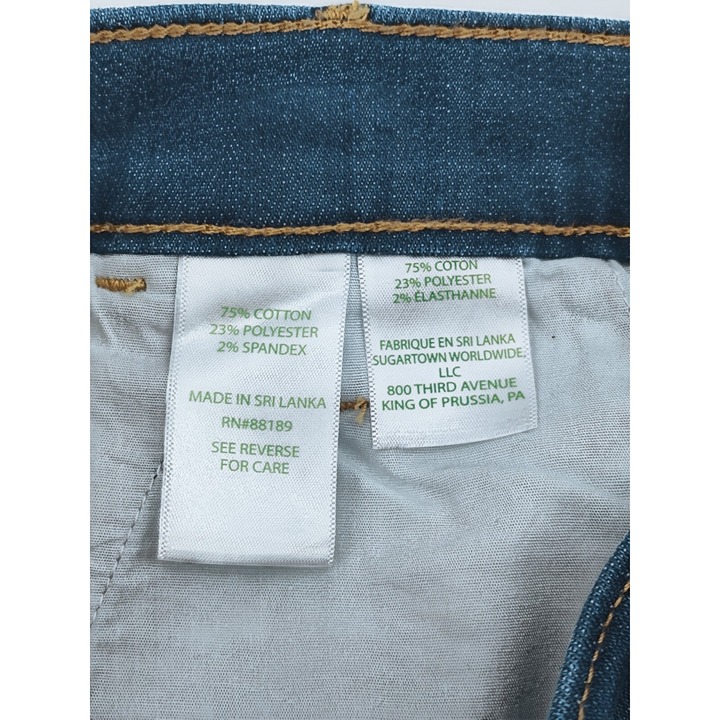 75% COTTON
23% POLYESTER
2% SPANDEX
MADE IN SRI LANKA
RN#88189
SEE REVERSE
FOR CARE
75% COTON
23% POLYESTER
2% ÉLASTHANNE
FABRIQUE EN SRI LANKA
SUGARTOWN WORLDWIDE,
LLC
800 THIRD AVENUE
KING OF PRUSSIA, PA